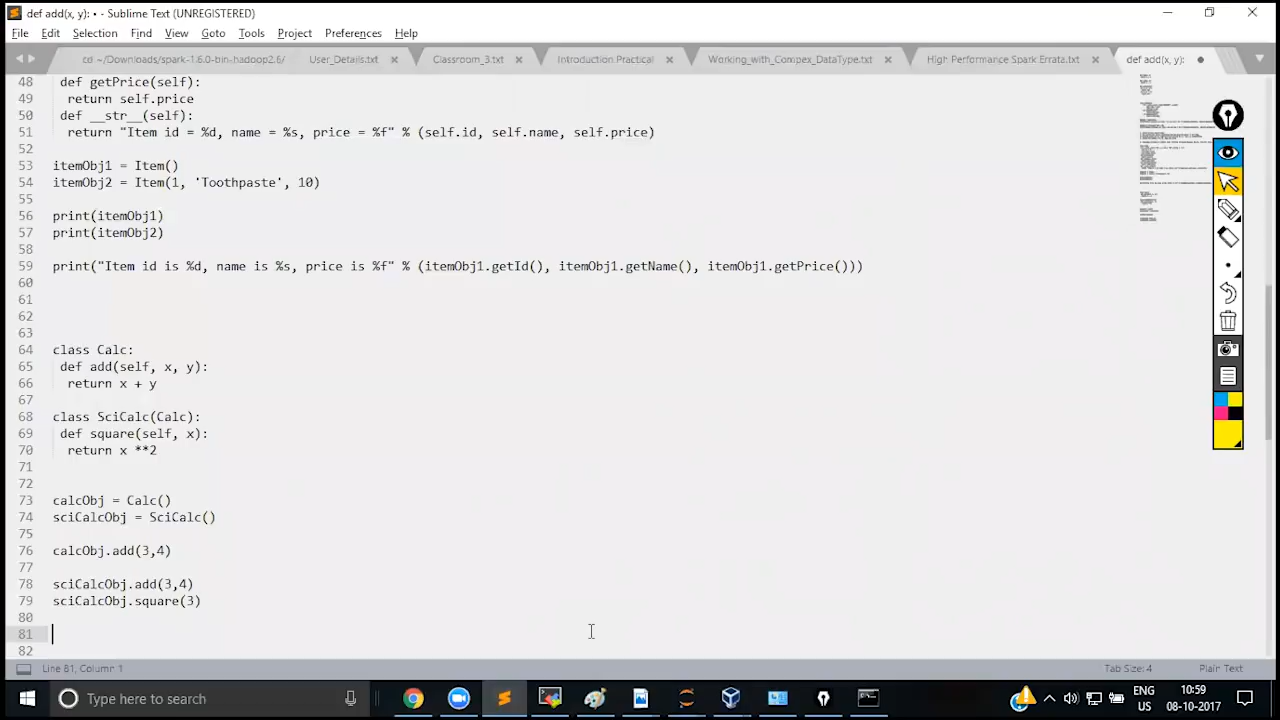 def add(x, y): • - Sublime Text (UNREGISTERED)
File Edit Selection Find View Goto Tools Project Preferences Help
cd ~/Downloads/spark-1.6.0-bin-hadoop2.6/ User_Details.txt Classroom_3.txt Introduction Practical Working_with_Compex_DataType.txt High Performance Spark Errata.txt def add(x, y):
48 def getPrice(self):
49 return self.price
50 def __str__(self):
51 return "Item id = %d, name = %s, price = %f" % (self.id, self.name, self.price)
52
53 itemObj1 = Item()
54 itemObj2 = Item(1, 'Toothpaste', 10)
55
56 print(itemObj1)
57 print(itemObj2)
58
59 print("Item id is %d, name is %s, price is %f" % (itemObj1.getId(), itemObj1.getName(), itemObj1.getPrice()))
60
61
62
63
64 class Calc:
65 def add(self, x, y):
66 return x + y
67
68 class SciCalc(Calc):
69 def square(self, x):
70 return x **2
71
72
73 calcObj = Calc()
74 sciCalcObj = SciCalc()
75
76 calcObj.add(3,4)
77
78 sciCalcObj.add(3,4)
79 sciCalcObj.square(3)
80
81
82
Line 81, Column 1 Tab Size:4 Plain Text
Type here to search ENG 10:59
US 08-10-2017